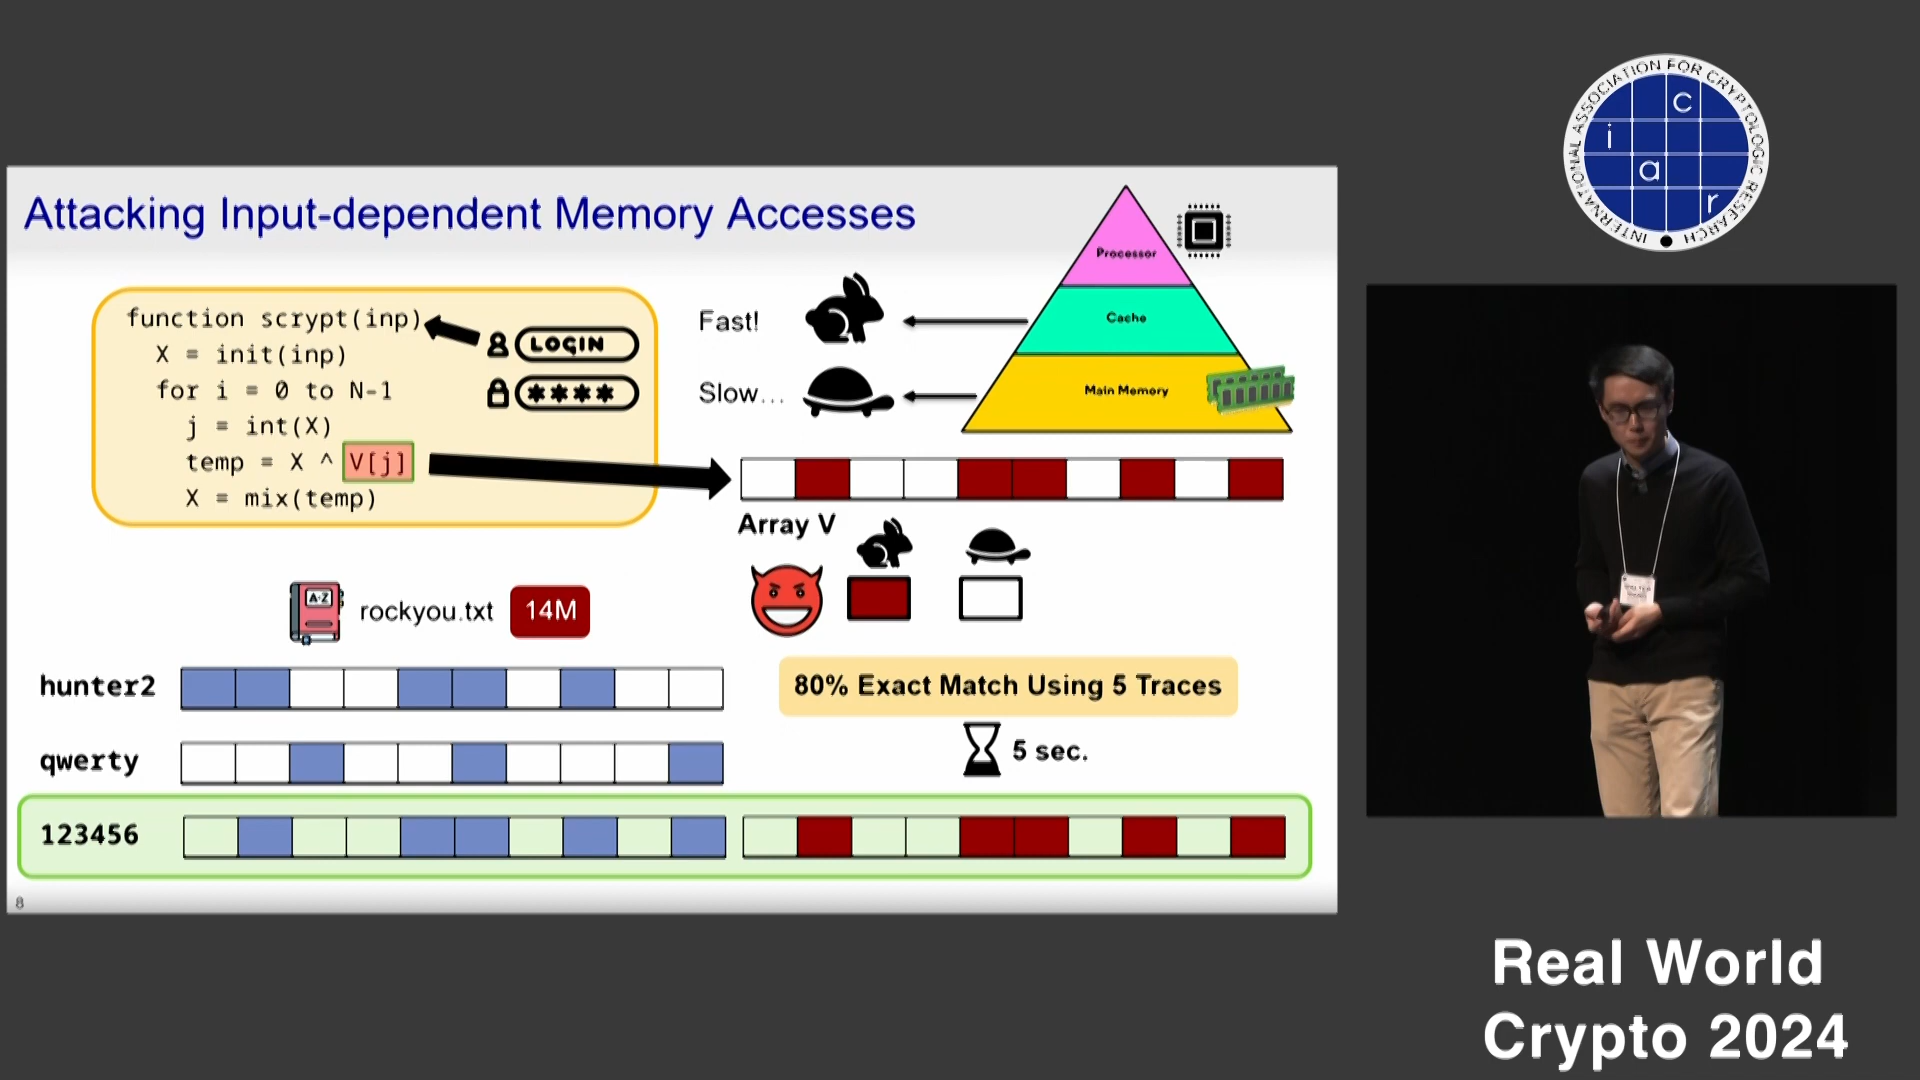 Attacking Input-dependent Memory Accesses
function scrypt(inp)
X = init(inp)
for i = 0 to N-1
j = int(X)
temp = X ^ V[j]
X = mix(temp)
LOGIN
****
Fast!
Slow...
Processor
Cache
Main Memory
Array V
A-Z
rockyou.txt
14M
hunter2
qwerty
123456
80% Exact Match Using 5 Traces
5 sec.
8
INTERNATIONAL ASSOCIATION FOR CRYPTOLOGIC RESEARCH
i
a
c
r
Real World
Crypto 2024